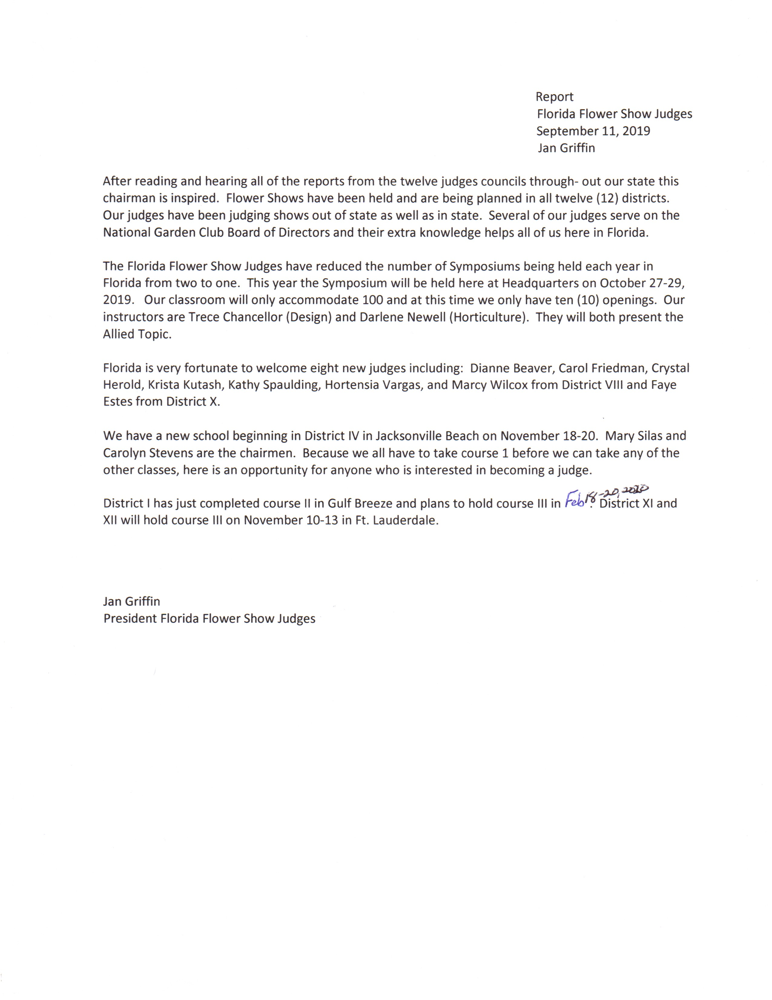 Report
Florida Flower Show Judges
September 11, 2019
Jan Griffin
After reading and hearing all of the reports from the twelve judges councils through- out our state this
chairman is inspired.  Flower Shows have been held and are being planned in all twelve (12) districts.
Our judges have been judging shows out of state as well as in state.  Several of our judges serve on the
National Garden Club Board of Directors and their extra knowledge helps all of us here in Florida.
The Florida Flower Show Judges have reduced the number of Symposiums being held each year in
Florida from two to one.  This year the Symposium will be held here at Headquarters on October 27-29,
2019.   Our classroom will only accommodate 100 and at this time we only have ten (10) openings.  Our
instructors are Trece Chancellor (Design) and Darlene Newell (Horticulture).  They will both present the
Allied Topic.
Florida is very fortunate to welcome eight new judges including:  Dianne Beaver, Carol Friedman, Crystal
Herold, Krista Kutash, Kathy Spaulding, Hortensia Vargas, and Marcy Wilcox from District VIII and Faye
Estes from District X.
We have a new school beginning in District IV in Jacksonville Beach on November 18-20.  Mary Silas and
Carolyn Stevens are the chairmen.  Because we all have to take course 1 before we can take any of the
other classes, here is an opportunity for anyone who is interested in becoming a judge.
District I has just completed course II in Gulf Breeze and plans to hold course III in Feb 18-20, 2020.  District XI and
XII will hold course III on November 10-13 in Ft. Lauderdale.
Jan Griffin
President Florida Flower Show Judges